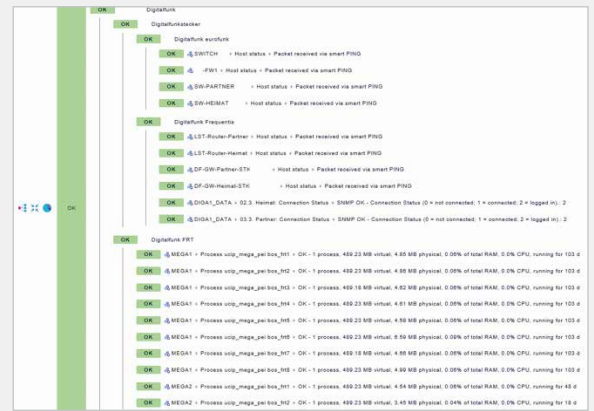 OK Digitalfunk
OK Digitalfunkstecker
OK Digitalfunk eurofunk
OK SWITCH › Host status › Packet received via smart PING
OK -FW1 › Host status › Packet received via smart PING
OK SW-PARTNER › Host status › Packet received via smart PING
OK SW-HEIMAT › Host status › Packet received via smart PING
OK Digitalfunk Frequentis
OK LST-Router-Partner › Host status › Packet received via smart PING
OK LST-Router-Heimat › Host status › Packet received via smart PING
OK DF-GW-Partner-STK › Host status › Packet received via smart PING
OK DF-GW-Heimat-STK › Host status › Packet received via smart PING
OK
OK DIGA1_DATA › 02.3. Heimat: Connection Status › SNMP OK - Connection Status (0 = not connected; 1 = connected; 2 = logged in).: 2
OK DIGA1_DATA › 03.3. Partner: Connection Status › SNMP OK - Connection Status (0 = not connected; 1 = connected; 2 = logged in).: 2
OK Digitalfunk FRT
OK MEGA1 › Process ucip_mega_pei bos_frt1 › OK - 1 process, 489.23 MB virtual, 4.85 MB physical, 0.06% of total RAM, 0.0% CPU, running for 103 d
OK MEGA1 › Process ucip_mega_pei bos_frt2 › OK - 1 process, 489.23 MB virtual, 4.86 MB physical, 0.06% of total RAM, 0.0% CPU, running for 103 d
OK MEGA1 › Process ucip_mega_pei bos_frt3 › OK - 1 process, 489.18 MB virtual, 4.62 MB physical, 0.06% of total RAM, 0.0% CPU, running for 103 d
OK MEGA1 › Process ucip_mega_pei bos_frt4 › OK - 1 process, 489.23 MB virtual, 4.61 MB physical, 0.06% of total RAM, 0.0% CPU, running for 103 d
OK MEGA1 › Process ucip_mega_pei bos_frt5 › OK - 1 process, 489.23 MB virtual, 4.59 MB physical, 0.06% of total RAM, 0.0% CPU, running for 103 d
OK MEGA1 › Process ucip_mega_pei bos_frt6 › OK - 1 process, 489.23 MB virtual, 6.59 MB physical, 0.09% of total RAM, 0.0% CPU, running for 103 d
OK MEGA1 › Process ucip_mega_pei bos_frt7 › OK - 1 process, 489.18 MB virtual, 4.66 MB physical, 0.06% of total RAM, 0.0% CPU, running for 103 d
OK MEGA1 › Process ucip_mega_pei bos_frt8 › OK - 1 process, 489.23 MB virtual, 4.99 MB physical, 0.06% of total RAM, 0.0% CPU, running for 103 d
OK MEGA2 › Process ucip_mega_pei bos_frt1 › OK - 1 process, 489.23 MB virtual, 4.54 MB physical, 0.06% of total RAM, 0.0% CPU, running for 48 d
OK MEGA2 › Process ucip_mega_pei bos_frt2 › OK - 1 process, 489.23 MB virtual, 3.45 MB physical, 0.04% of total RAM, 0.0% CPU, running for 18 d